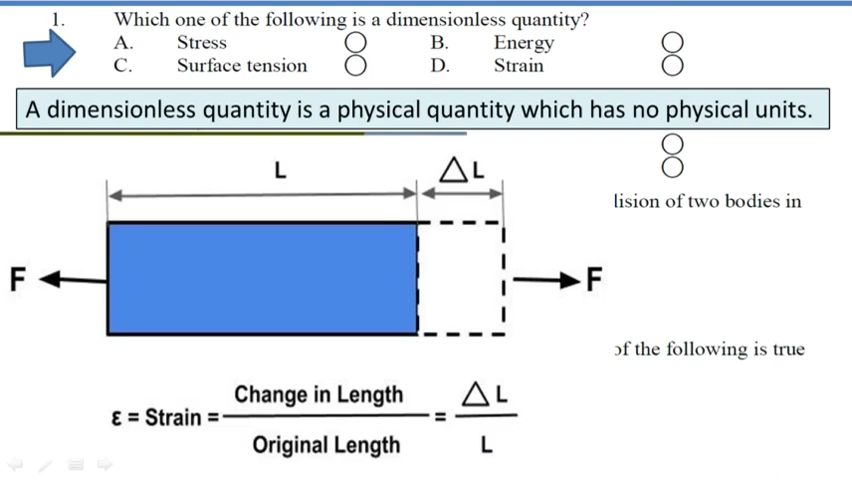 1. Which one of the following is a dimensionless quantity?
A. Stress B. Energy
C. Surface tension D. Strain
A dimensionless quantity is a physical quantity which has no physical units.
L △L
lision of two bodies in
F F
of the following is true
ε = Strain = Change in Length / Original Length = △L / L